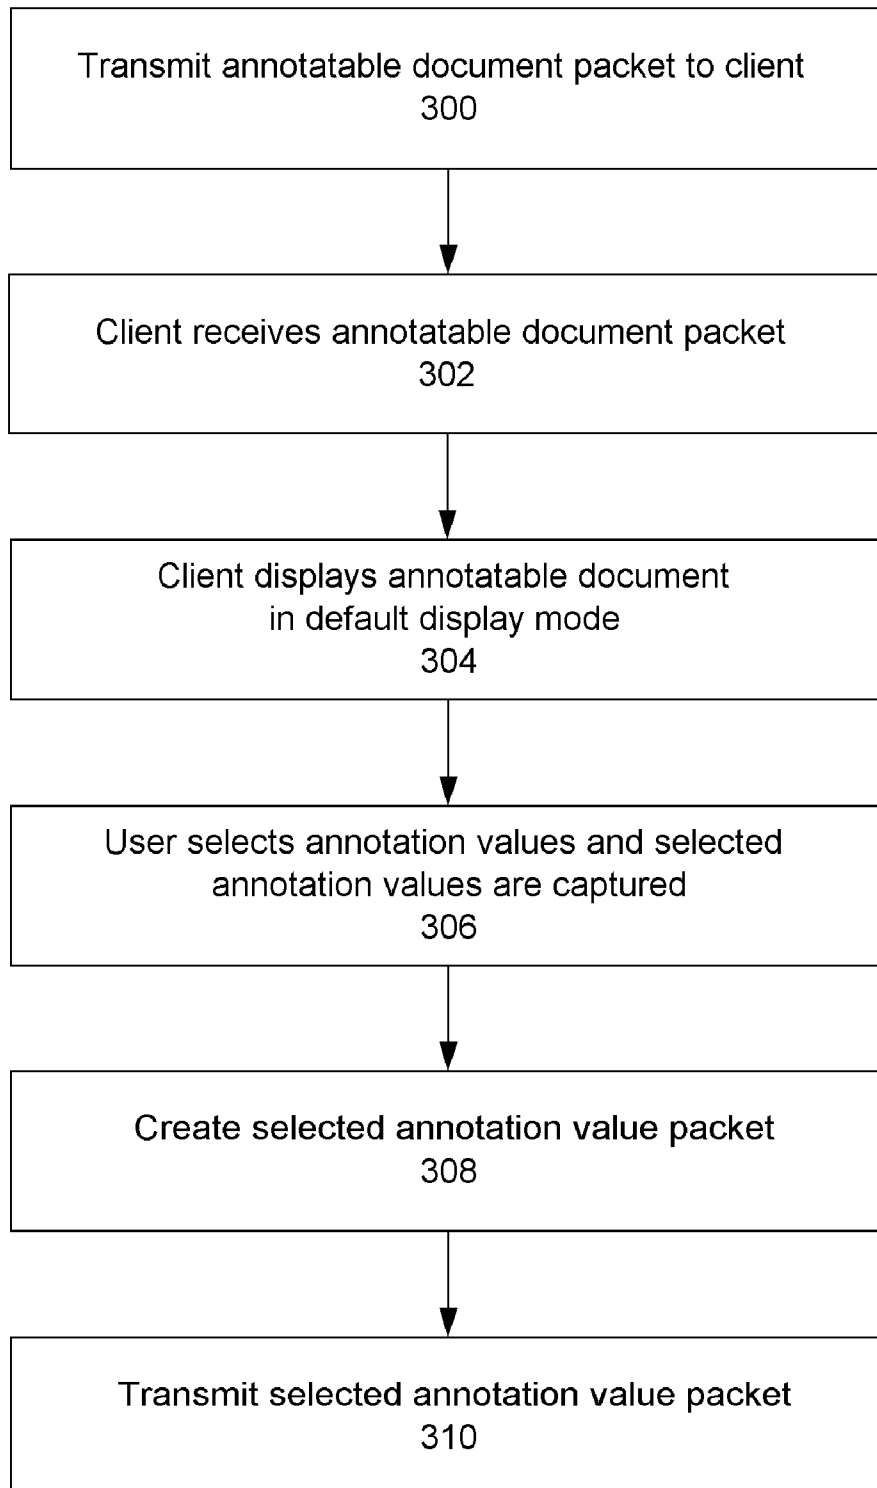 Transmit annotatable document packet to client
300
Client receives annotatable document packet
302
Client displays annotatable document
in default display mode
304
User selects annotation values and selected
annotation values are captured
306
Create selected annotation value packet
308
Transmit selected annotation value packet
310